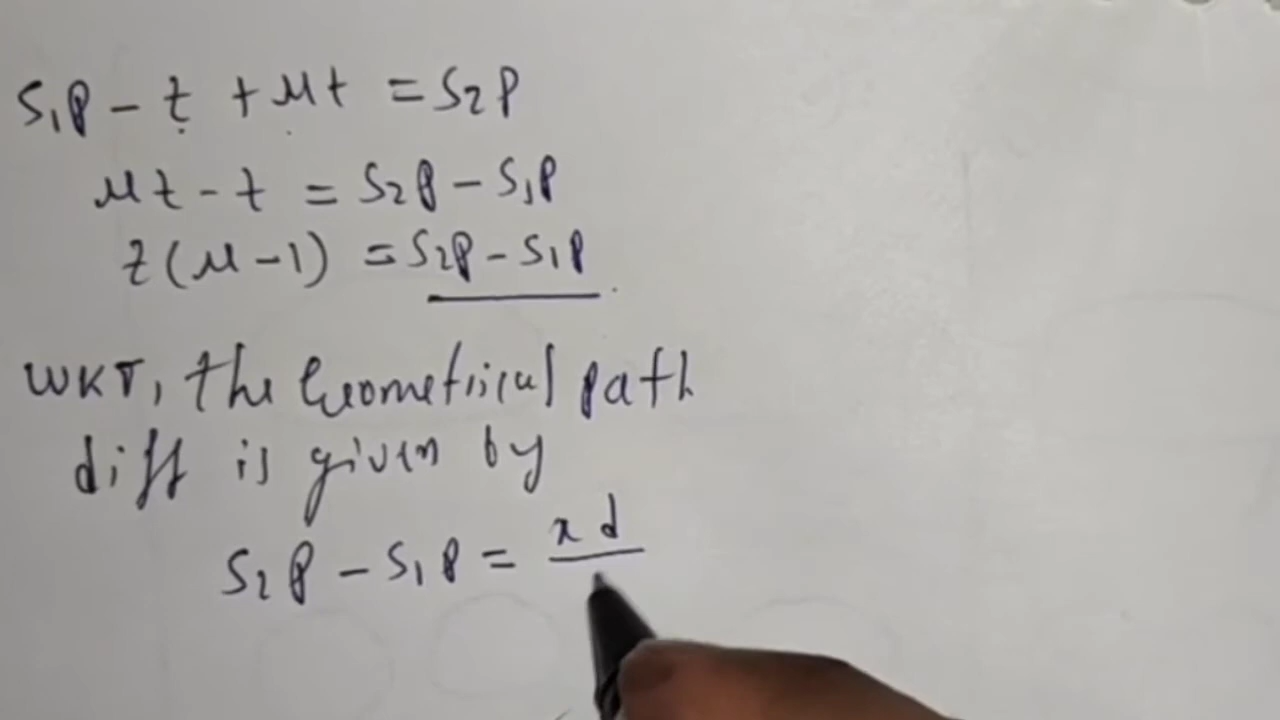 S₁P - t + μt = S₂P
μt - t = S₂P - S₁P
t(μ-1) = S₂P - S₁P
WKT, the Geometrical path
diff is given by
S₂P - S₁P = xd/